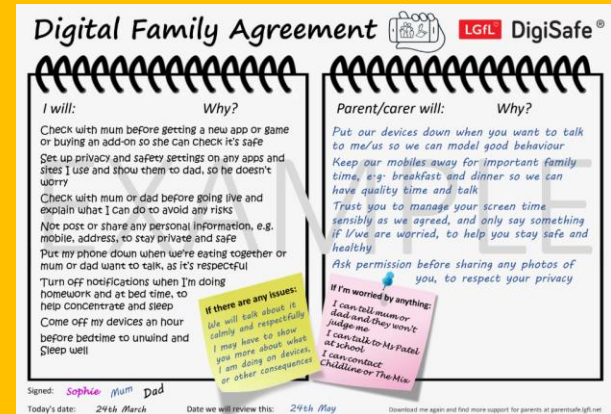 Digital Family Agreement
LGfL DigiSafe®
I will: Why?
Check with mum before getting a new app or game
or buying an add-on so she can check it's safe
Set up privacy and safety settings on any apps and
sites I use and show them to dad, so he doesn't
worry
Check with mum or dad before going live and
explain what I can do to avoid any risks
Not post or share any personal information, e.g.
mobile, address, to stay private and safe
Put my phone down when we're eating together or
mum or dad want to talk, as it's respectful
Turn off notifications when I'm doing
homework and at bed time, to
help concentrate and sleep
Come off my devices an hour
before bedtime to unwind and
Sleep well
If there are any issues:
We will talk about it
calmly and respectfully
I may have to show
you more about what
I am doing on devices,
or other consequences
Parent/carer will: Why?
Put our devices down when you want to talk
to me/us so we can model good behaviour
Keep our mobiles away for important family
time, e.g. breakfast and dinner so we can
have quality time and talk
Trust you to manage your screen time
sensibly as we agreed, and only say something
if I/we are worried, to help you stay safe and
healthy
Ask permission before sharing any photos of
you, to respect your privacy
If I'm worried by anything:
I can tell mum or
dad and they won't
judge me
I can talk to Ms Patel
at school
I can contact
Childline or The Mix
EXAMPLE
Signed: Sophie Mum Dad
Today's date: 24th March Date we will review this: 24th May
Download me again and find more support for parents at parentsafe.lgfl.net